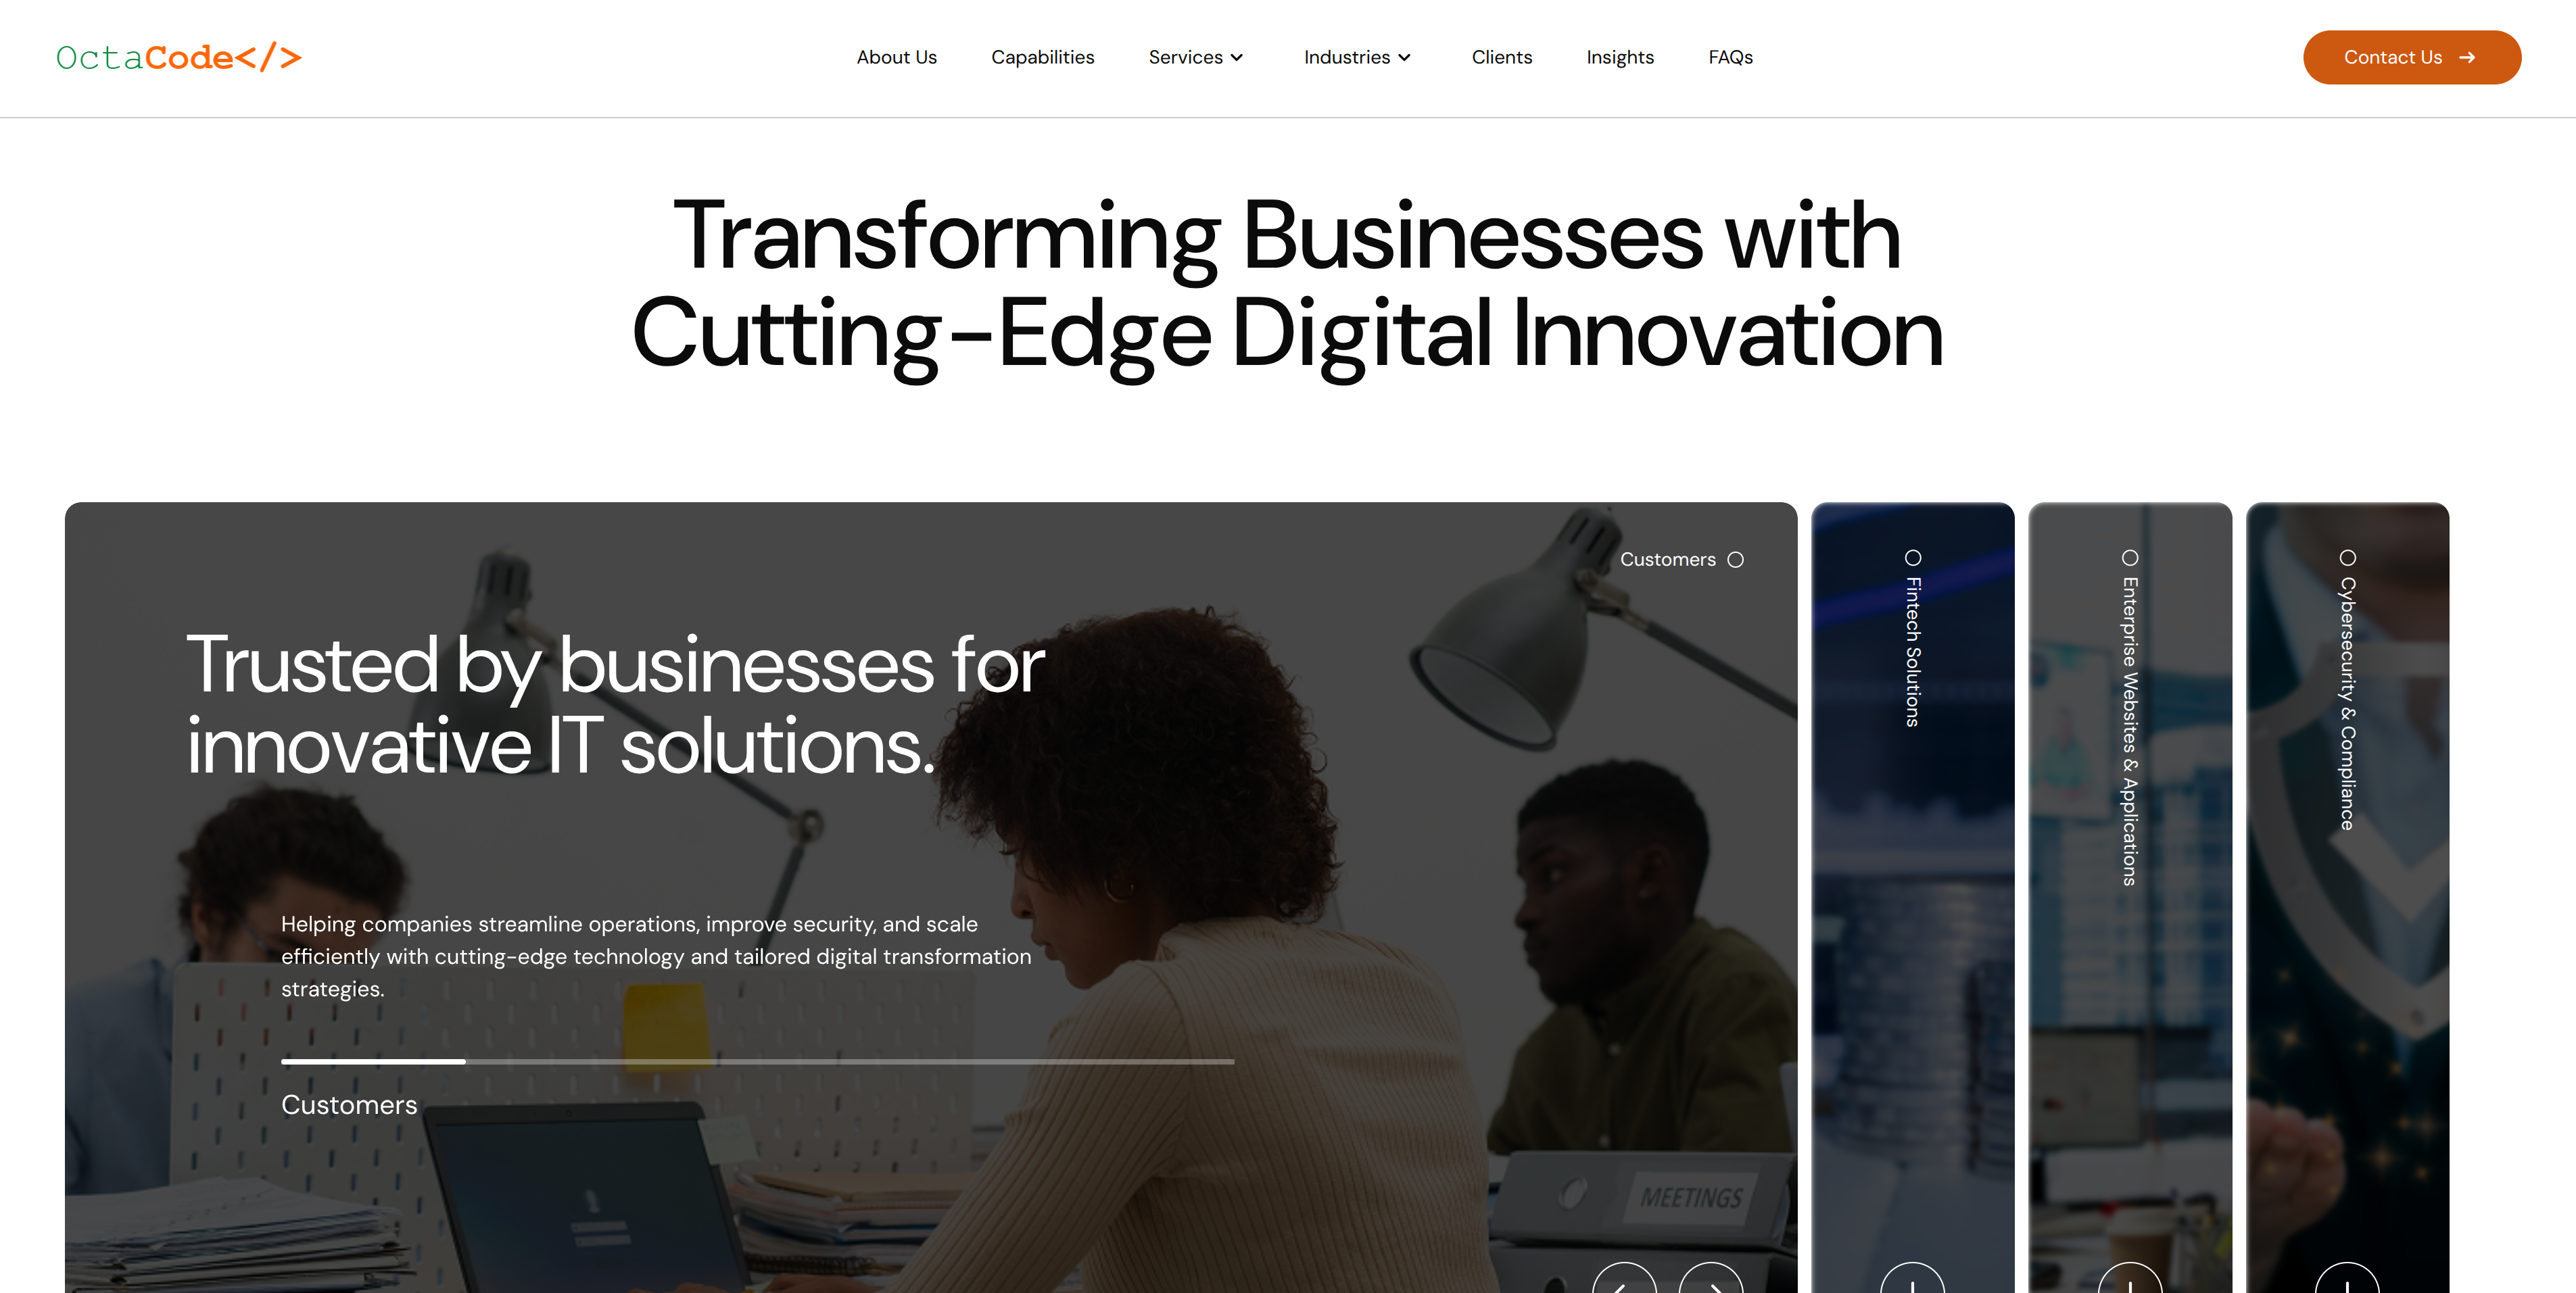 OctaCode</>
About Us
Capabilities
Services
Industries
Clients
Insights
FAQs
Contact Us
Transforming Businesses with
Cutting-Edge Digital Innovation
Customers
Trusted by businesses for
innovative IT solutions.
Helping companies streamline operations, improve security, and scale
efficiently with cutting-edge technology and tailored digital transformation
strategies.
Customers
MEETINGS
Fintech Solutions
Enterprise Websites & Applications
Cybersecurity & Compliance